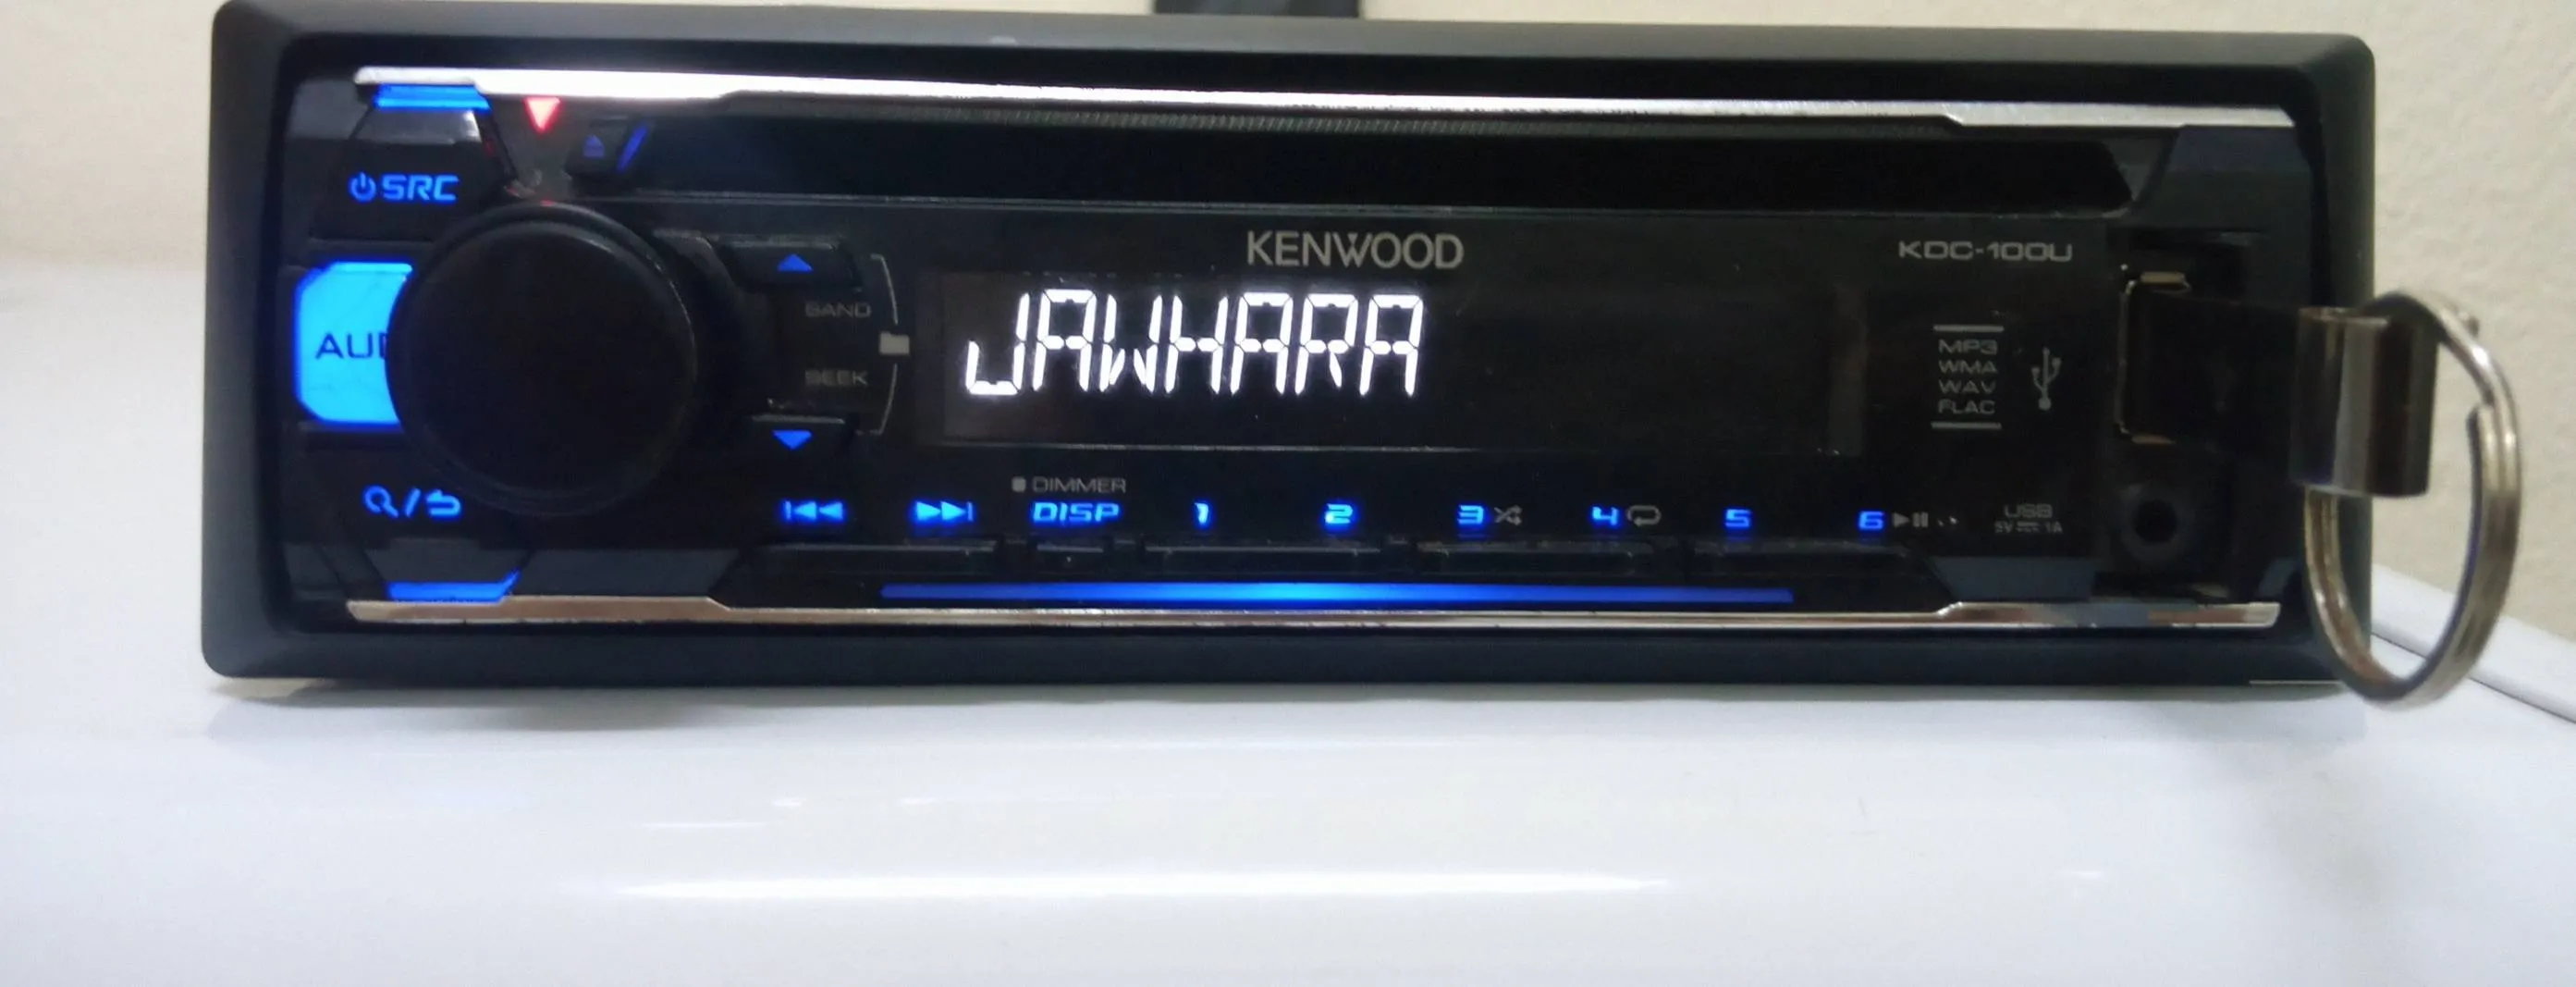 SRC
KENWOOD
KDC-100U
BAND
JAWHARA
AU
SEEK
MP3
WMA
WAV
FLAC
DIMMER
DISP 1 2 3 4 5 6
USB
5V 1A